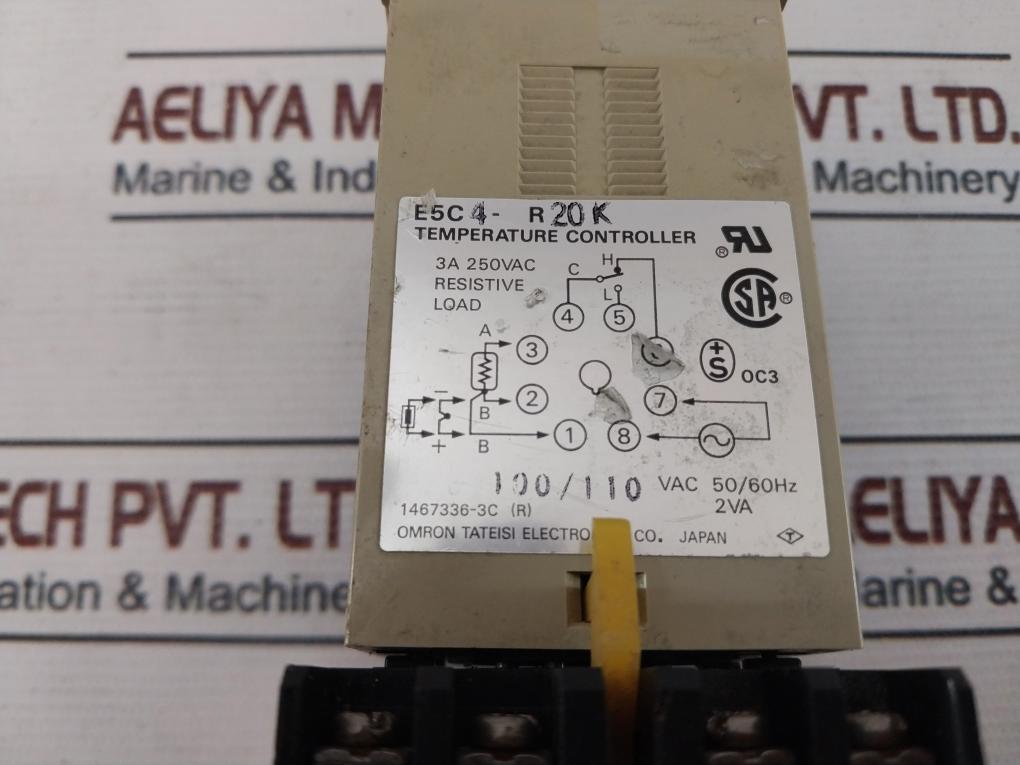 AELIYA M VT. LTD.
Marine & Ind Machinery
E5C4- R20K
TEMPERATURE CONTROLLER
3A 250VAC
RESISTIVE
LOAD
C H
L
4 5
A
3
B 2
7
B 1 8
- +
®
SA ®
+
S OC3
100/110 VAC 50/60Hz
2VA
1467336-3C (R)
OMRON TATEISI ELECTRO CO. JAPAN
T
ECH PVT. LT AELIYA
ation & Machine arine &